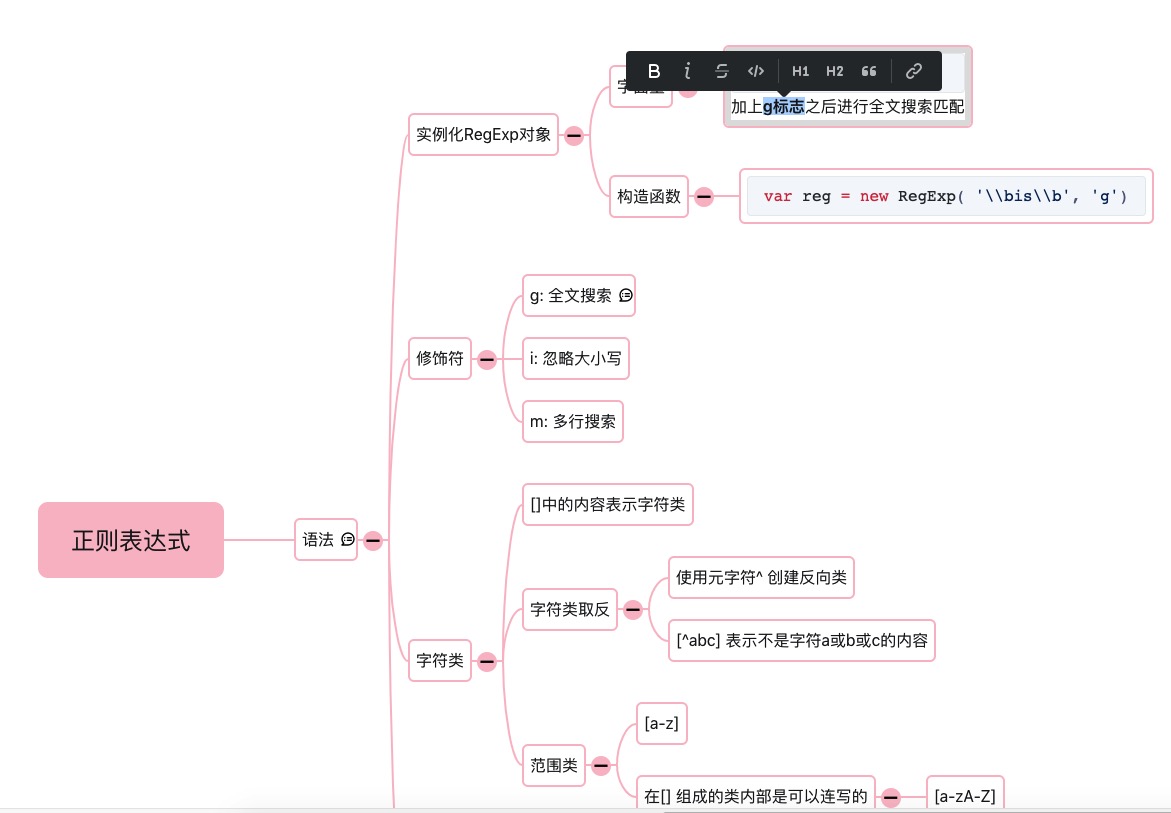 B i S </> H1 H2 ❝
字面量
加上g标志之后进行全文搜索匹配
实例化RegExp对象
构造函数
var reg = new RegExp( '\\bis\\b', 'g')
g: 全文搜索
修饰符
i: 忽略大小写
m: 多行搜索
[]中的内容表示字符类
正则表达式
语法
使用元字符^ 创建反向类
字符类取反
[^abc] 表示不是字符a或b或c的内容
字符类
[a-z]
范围类
在[] 组成的类内部是可以连写的
[a-zA-Z]